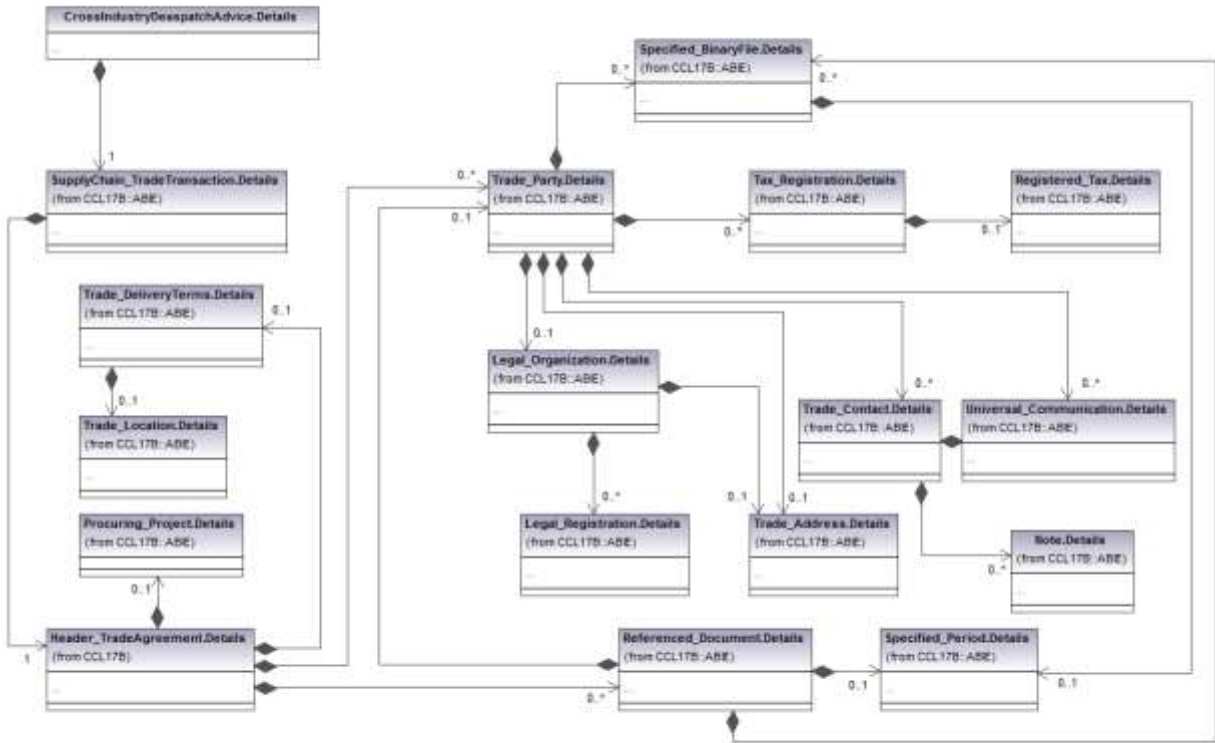 CrossIndustryDesspatchAdvice.Details
...
Specified_BinaryFile.Details
(from CCL17B::ABIE)
...
0..*
0..*
1
SupplyChain_TradeTransaction.Details
(from CCL17B::ABIE)
...
0..*
0..1
Trade_Party.Details
(from CCL17B::ABIE)
...
0..*
Tax_Registration.Details
(from CCL17B::ABIE)
...
0..1
Registered_Tax.Details
(from CCL17B::ABIE)
...
Trade_DeliveryTerms.Details
(from CCL17B::ABIE)
...
0..1
0..1
Legal_Organization.Details
(from CCL17B::ABIE)
...
0..1
Trade_Location.Details
(from CCL17B::ABIE)
...
0..*
Trade_Contact.Details
(from CCL17B::ABIE)
...
0..*
Universal_Communication.Details
(from CCL17B::ABIE)
...
0..*
Legal_Registration.Details
(from CCL17B::ABIE)
...
0..1
0..1
Trade_Address.Details
(from CCL17B::ABIE)
...
0..*
Note.Details
(from CCL17B::ABIE)
...
Procuring_Project.Details
(from CCL17B::ABIE)
0..1
1
Header_TradeAgreement.Details
(from CCL17B)
...
0..*
Referenced_Document.Details
(from CCL17B::ABIE)
...
0..1
Specified_Period.Details
(from CCL17B::ABIE)
...
0..1